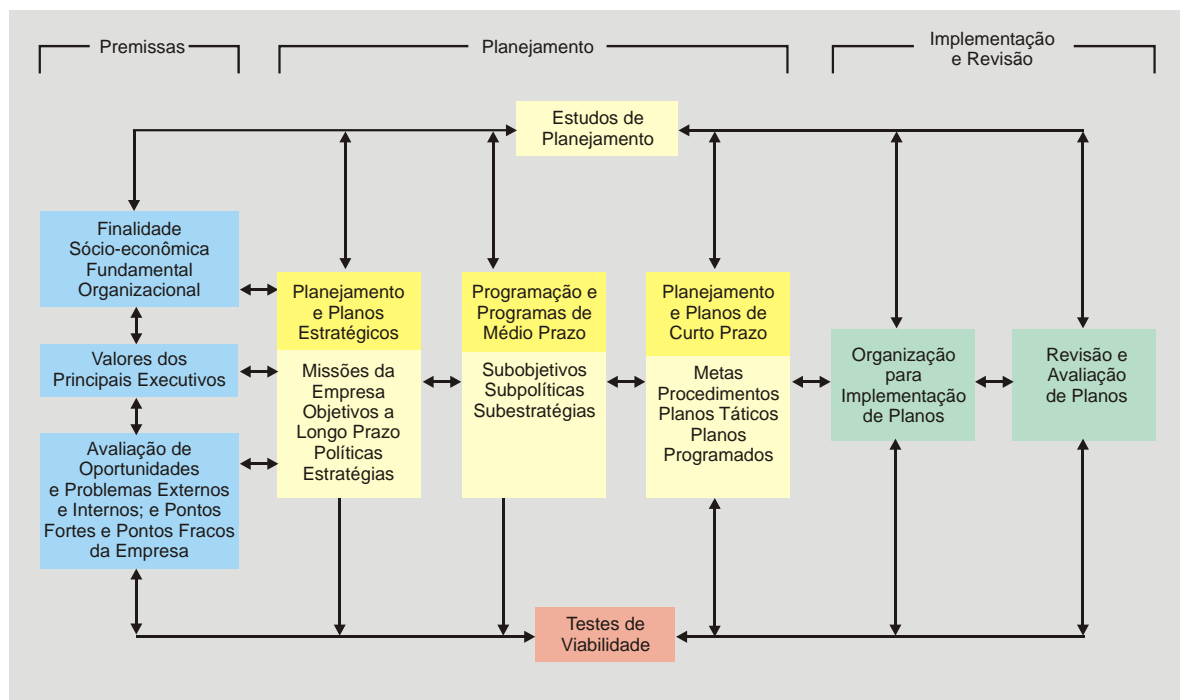 Premissas
Planejamento
Implementação
e Revisão
Estudos de
Planejamento
Finalidade
Sócio-econômica
Fundamental
Organizacional
Valores dos
Principais Executivos
Avaliação de
Oportunidades
e Problemas Externos
e Internos; e Pontos
Fortes e Pontos Fracos
da Empresa
Planejamento
e Planos
Estratégicos
Missões da
Empresa
Objetivos a
Longo Prazo
Políticas
Estratégias
Programação e
Programas de
Médio Prazo
Subobjetivos
Subpolíticas
Subestratégias
Planejamento
e Planos de
Curto Prazo
Metas
Procedimentos
Planos Táticos
Planos
Programados
Organização
para
Implementação
de Planos
Revisão e
Avaliação
de Planos
Testes de
Viabilidade